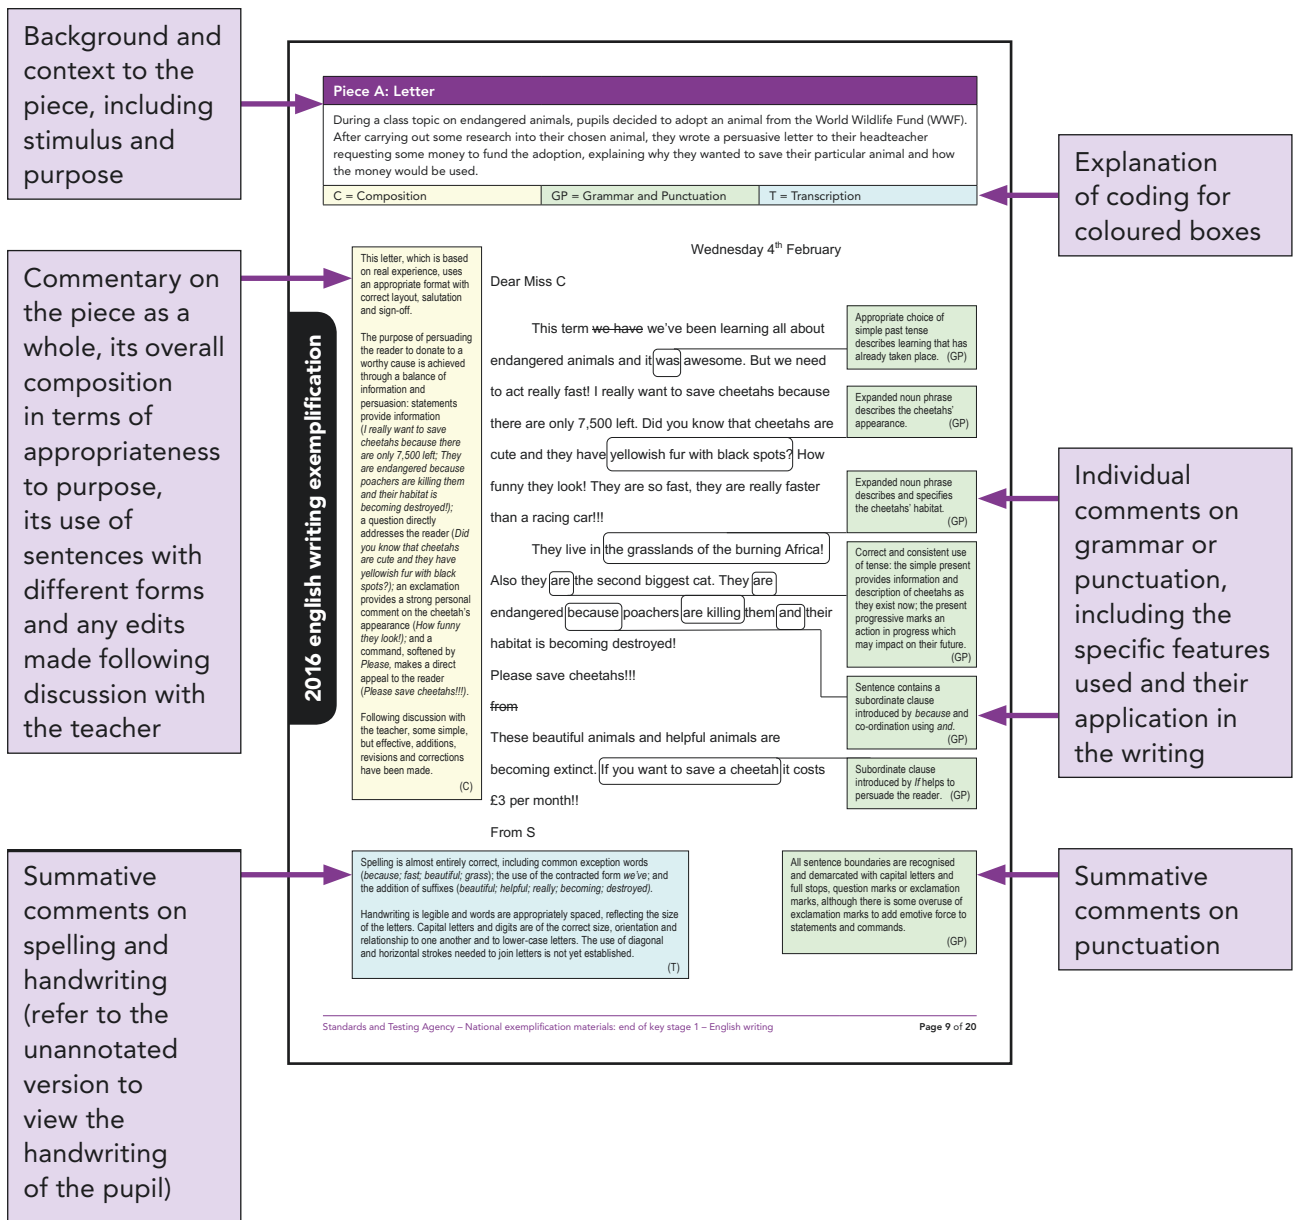 Background and
context to the
piece, including
stimulus and
purpose
Commentary on
the piece as a
whole, its overall
composition
in terms of
appropriateness
to purpose,
its use of
sentences with
different forms
and any edits
made following
discussion with
the teacher
Summative
comments on
spelling and
handwriting
(refer to the
unannotated
version to
view the
handwriting
of the pupil)
2016 english writing exemplification
Piece A: Letter
During a class topic on endangered animals, pupils decided to adopt an animal from the World Wildlife Fund (WWF).
After carrying out some research into their chosen animal, they wrote a persuasive letter to their headteacher
requesting some money to fund the adoption, explaining why they wanted to save their particular animal and how
the money would be used.
C = Composition
GP = Grammar and Punctuation
T = Transcription
This letter, which is based
on real experience, uses
an appropriate format with
correct layout, salutation
and sign-off.
The purpose of persuading
the reader to donate to a
worthy cause is achieved
through a balance of
information and
persuasion: statements
provide information
(I really want to save
cheetahs because there
are only 7,500 left; They
are endangered because
poachers are killing them
and their habitat is
becoming destroyed!);
a question directly
addresses the reader (Did
you know that cheetahs
are cute and they have
yellowish fur with black
spots?); an exclamation
provides a strong personal
comment on the cheetah's
appearance (How funny
they look!); and a
command, softened by
Please, makes a direct
appeal to the reader
(Please save cheetahs!!!).
Following discussion with
the teacher, some simple,
but effective, additions,
revisions and corrections
have been made.
(C)
Wednesday 4th February
Dear Miss C
This term we have we've been learning all about
endangered animals and it was awesome. But we need
to act really fast! I really want to save cheetahs because
there are only 7,500 left. Did you know that cheetahs are
cute and they have yellowish fur with black spots? How
funny they look! They are so fast, they are really faster
than a racing car!!!
They live in the grasslands of the burning Africa!
Also they are the second biggest cat. They are
endangered because poachers are killing them and their
habitat is becoming destroyed!
Please save cheetahs!!!
from
These beautiful animals and helpful animals are
becoming extinct. If you want to save a cheetah it costs
£3 per month!!
From S
Appropriate choice of
simple past tense
describes learning that has
already taken place. (GP)
Expanded noun phrase
describes the cheetahs'
appearance. (GP)
Expanded noun phrase
describes and specifies
the cheetahs' habitat.
(GP)
Correct and consistent use
of tense: the simple present
provides information and
description of cheetahs as
they exist now; the present
progressive marks an
action in progress which
may impact on their future.
(GP)
Sentence contains a
subordinate clause
introduced by because and
co-ordination using and.
(GP)
Subordinate clause
introduced by If helps to
persuade the reader. (GP)
Spelling is almost entirely correct, including common exception words
(because; fast; beautiful; grass); the use of the contracted form we've; and
the addition of suffixes (beautiful; helpful; really; becoming; destroyed).
Handwriting is legible and words are appropriately spaced, reflecting the size
of the letters. Capital letters and digits are of the correct size, orientation and
relationship to one another and to lower-case letters. The use of diagonal
and horizontal strokes needed to join letters is not yet established.
(T)
All sentence boundaries are recognised
and demarcated with capital letters and
full stops, question marks or exclamation
marks, although there is some overuse of
exclamation marks to add emotive force to
statements and commands.
(GP)
Standards and Testing Agency – National exemplification materials: end of key stage 1 – English writing
Page 9 of 20
Explanation
of coding for
coloured boxes
Individual
comments on
grammar or
punctuation,
including the
specific features
used and their
application in
the writing
Summative
comments on
punctuation